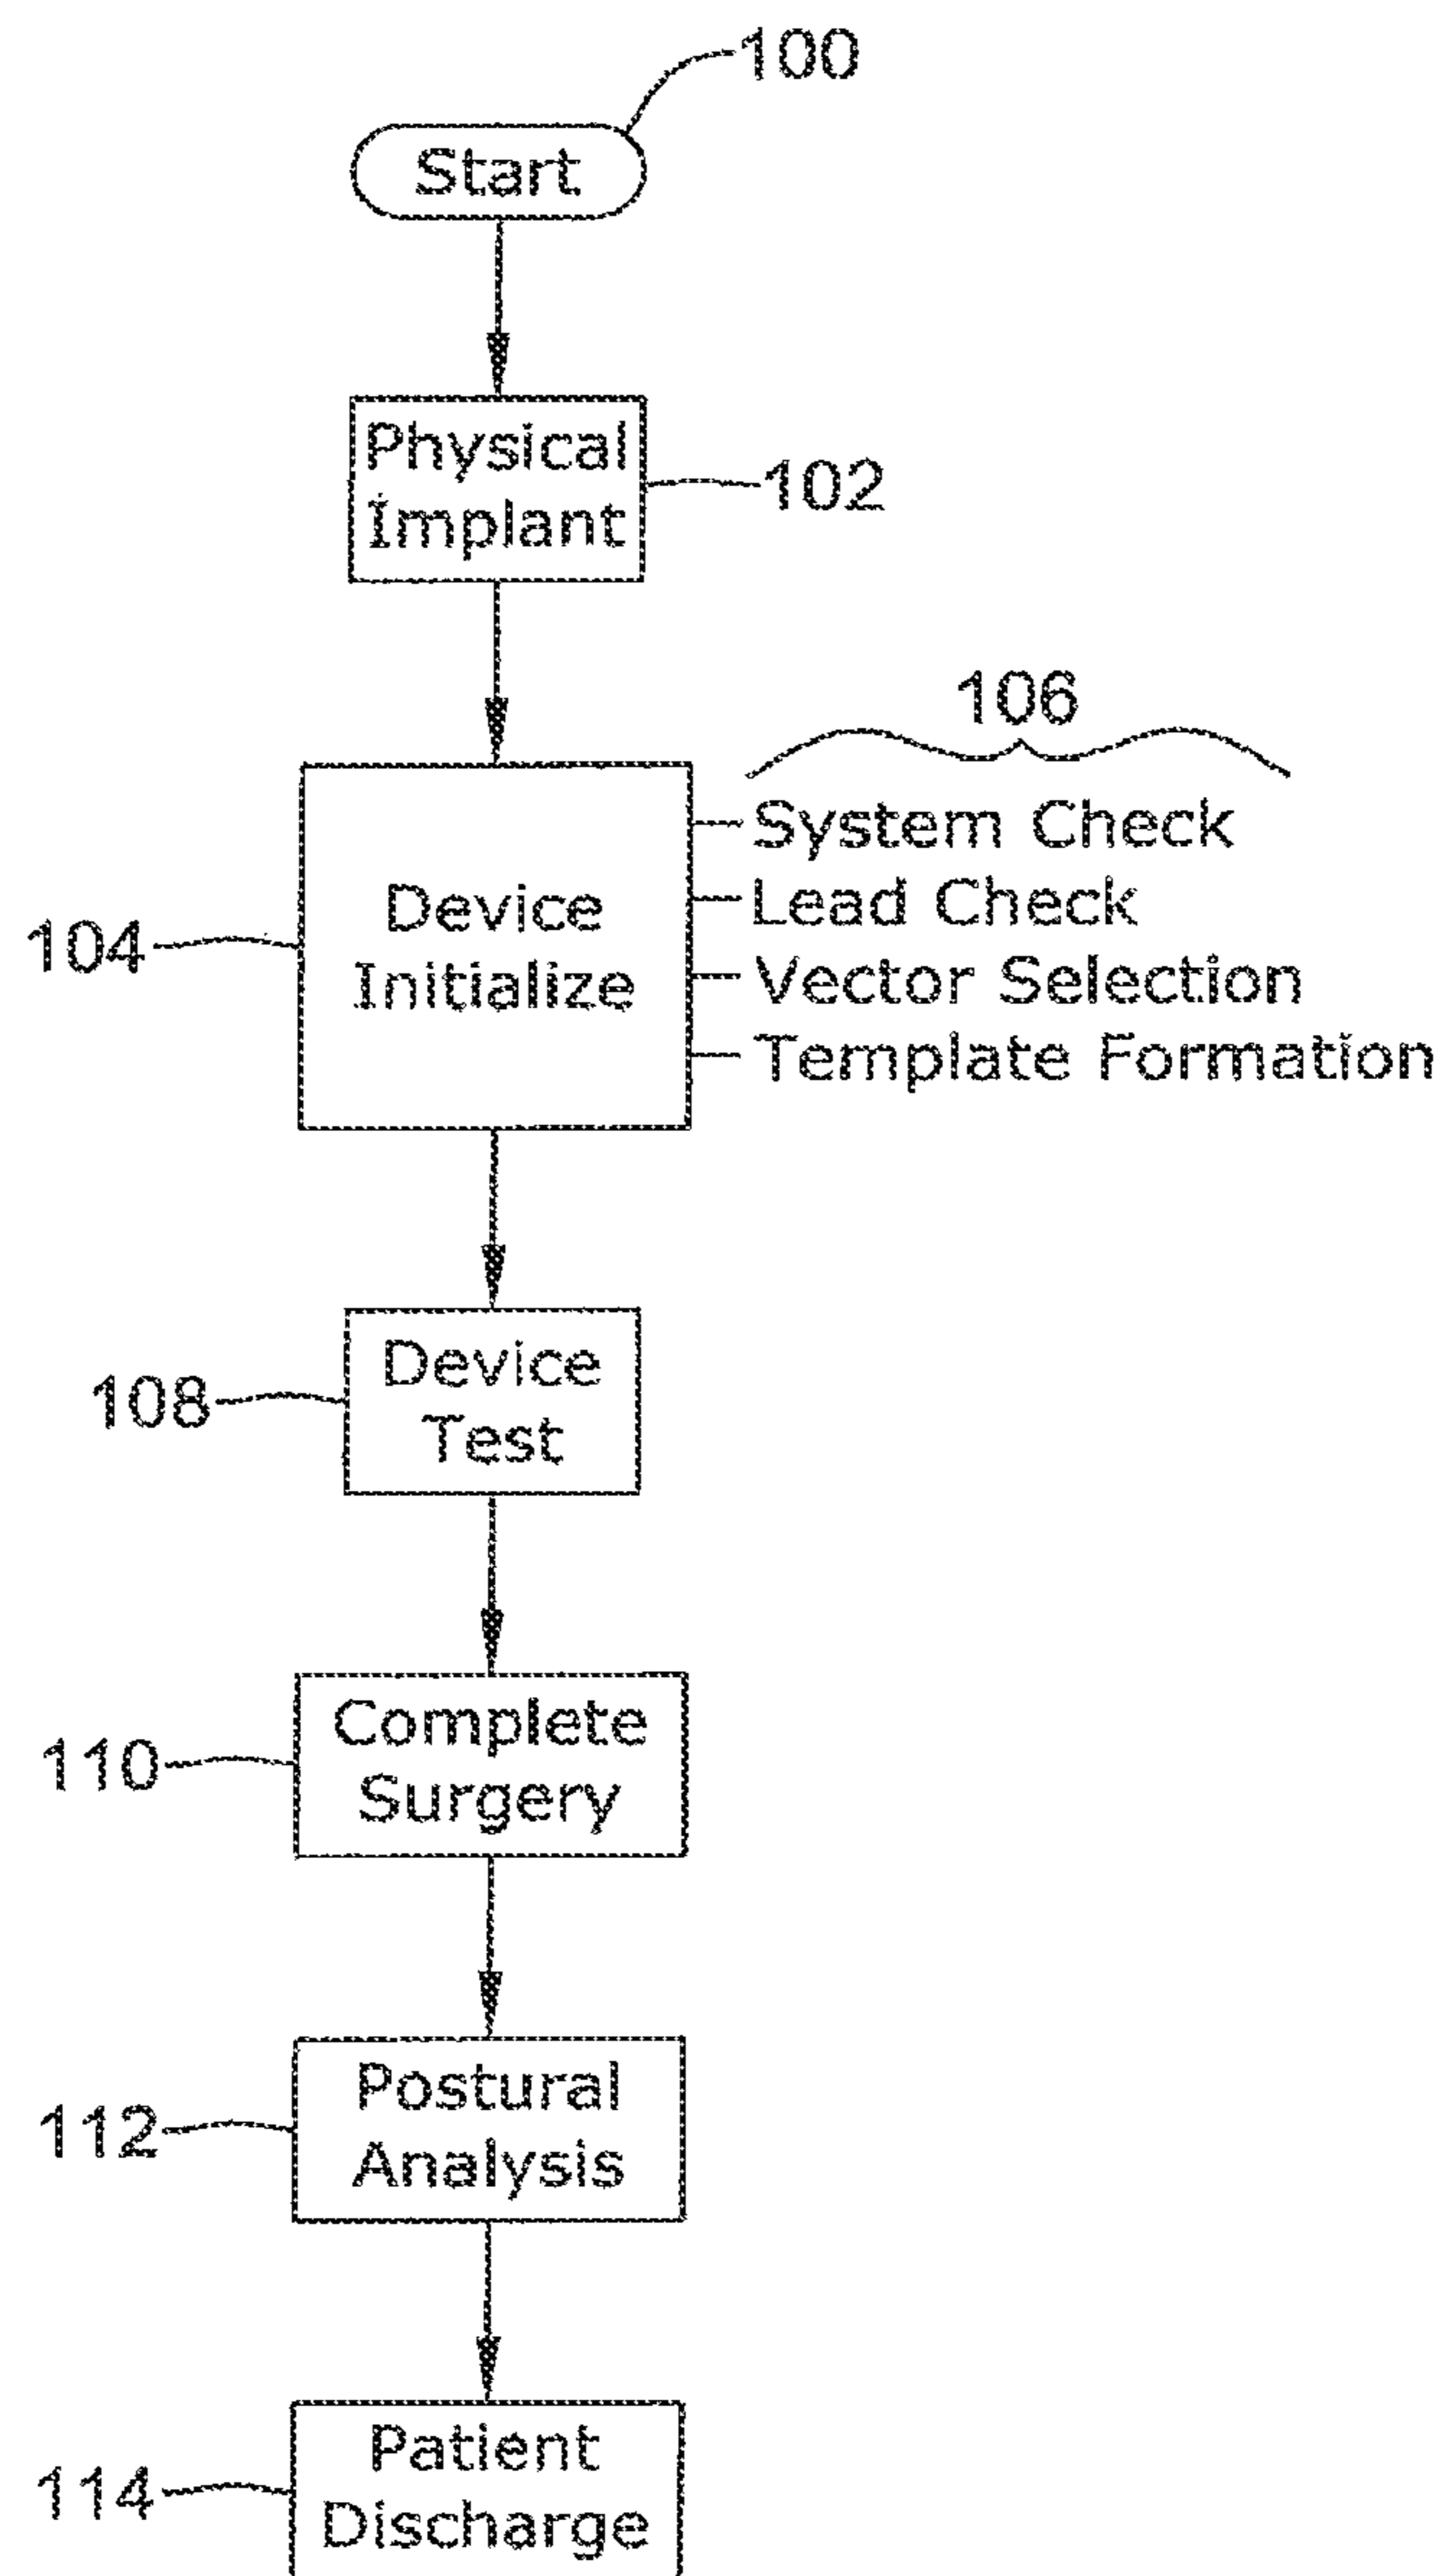 100
Start
Physical
Implant
102
106
System Check
Lead Check
Vector Selection
Template Formation
104
Device
Initialize
108
Device
Test
110
Complete
Surgery
112
Postural
Analysis
114
Patient
Discharge